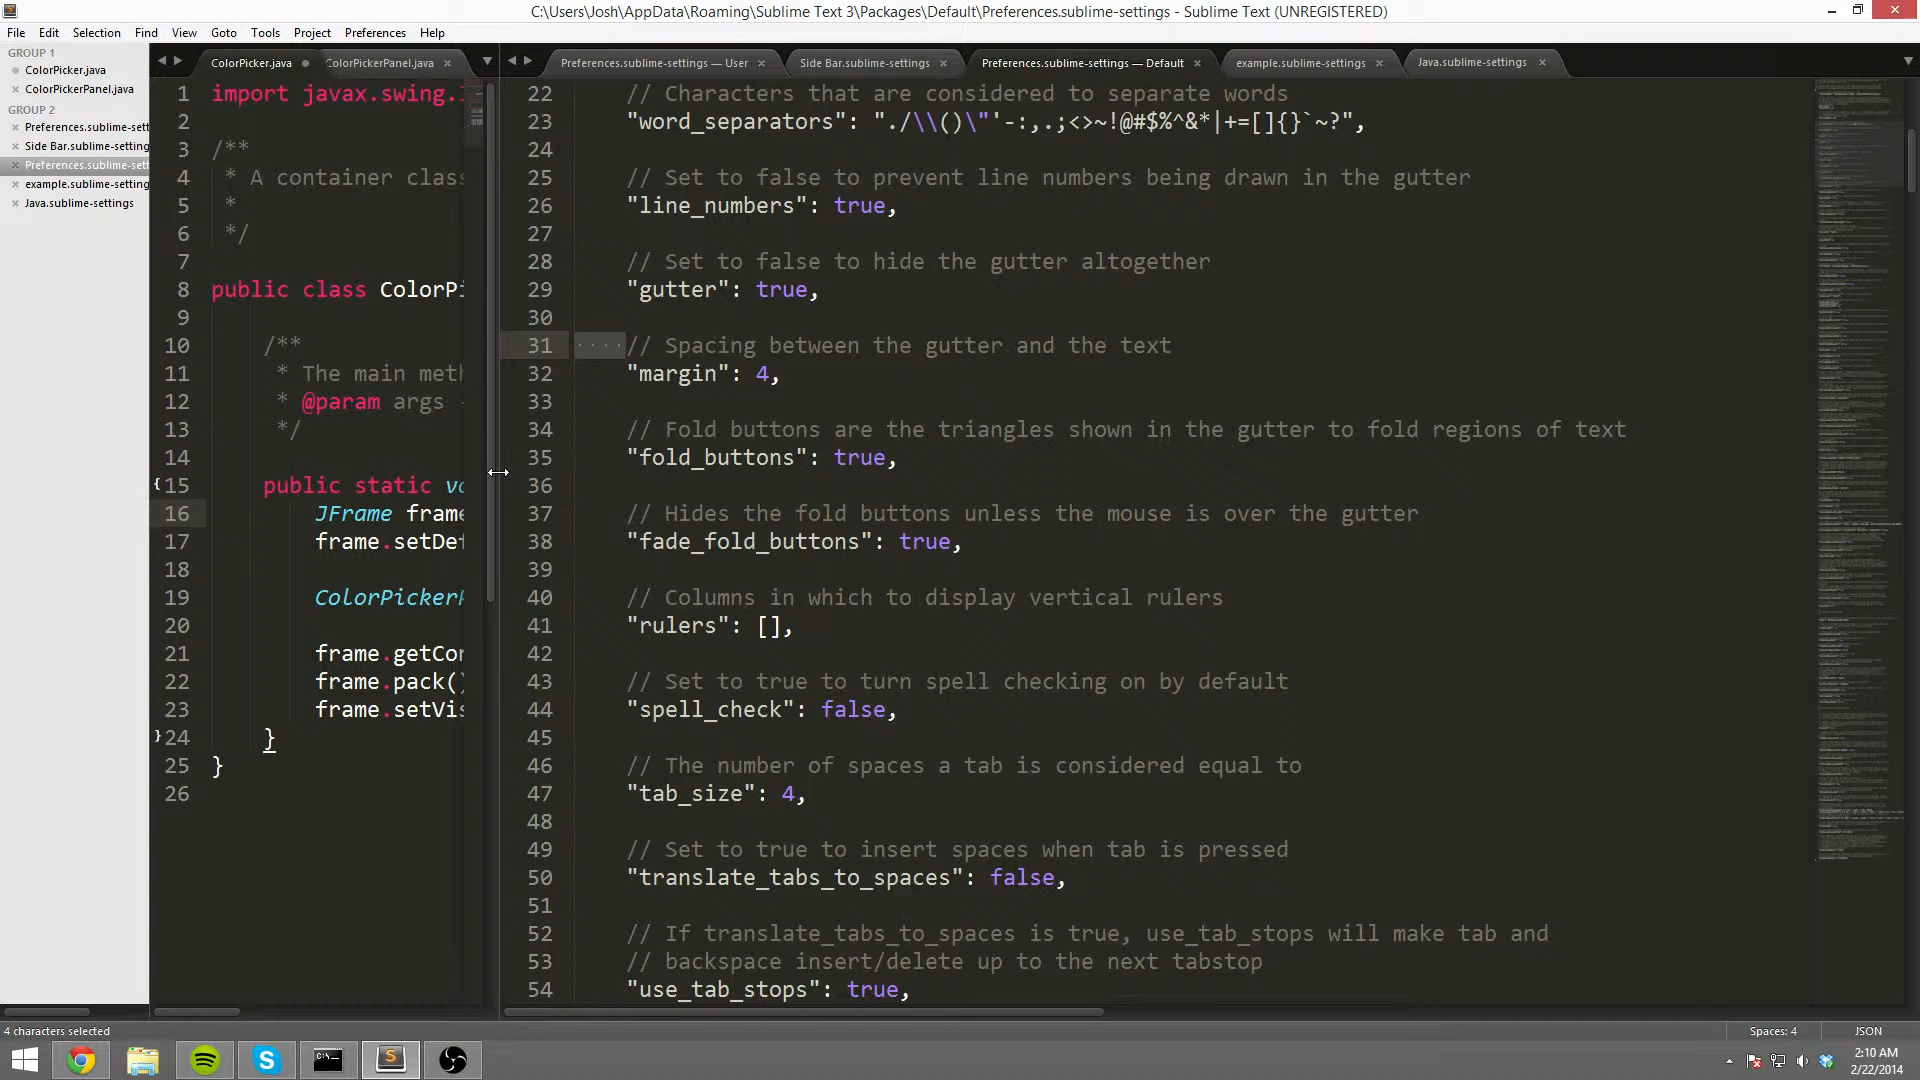 C:\Users\Josh\AppData\Roaming\Sublime Text 3\Packages\Default\Preferences.sublime-settings - Sublime Text (UNREGISTERED)
File Edit Selection Find View Goto Tools Project Preferences Help
GROUP 1
ColorPicker.java
ColorPickerPanel.java
GROUP 2
Preferences.sublime-sett
Side Bar.sublime-setting
Preferences.sublime-sett
example.sublime-setting
Java.sublime-settings
ColorPicker.java ColorPickerPanel.java
1 import javax.swing.
2
3 /**
4 * A container clas
5 *
6 */
7
8 public class ColorP
9
10 /**
11 * The main met
12 * @param args
13 */
14
15 public static v
16 JFrame frame
17 frame.setDe
18
19 ColorPicker
20
21 frame.getCo
22 frame.pack()
23 frame.setVi
24 }
25 }
26
Preferences.sublime-settings — User Side Bar.sublime-settings Preferences.sublime-settings — Default example.sublime-settings Java.sublime-settings
22 // Characters that are considered to separate words
23 "word_separators": "./\\()\"'-:,.;<>~!@#$%^&*|+=[]{}`~?",
24
25 // Set to false to prevent line numbers being drawn in the gutter
26 "line_numbers": true,
27
28 // Set to false to hide the gutter altogether
29 "gutter": true,
30
31 // Spacing between the gutter and the text
32 "margin": 4,
33
34 // Fold buttons are the triangles shown in the gutter to fold regions of text
35 "fold_buttons": true,
36
37 // Hides the fold buttons unless the mouse is over the gutter
38 "fade_fold_buttons": true,
39
40 // Columns in which to display vertical rulers
41 "rulers": [],
42
43 // Set to true to turn spell checking on by default
44 "spell_check": false,
45
46 // The number of spaces a tab is considered equal to
47 "tab_size": 4,
48
49 // Set to true to insert spaces when tab is pressed
50 "translate_tabs_to_spaces": false,
51
52 // If translate_tabs_to_spaces is true, use_tab_stops will make tab and
53 // backspace insert/delete up to the next tabstop
54 "use_tab_stops": true,
4 characters selected
Spaces: 4 JSON
2:10 AM
2/22/2014